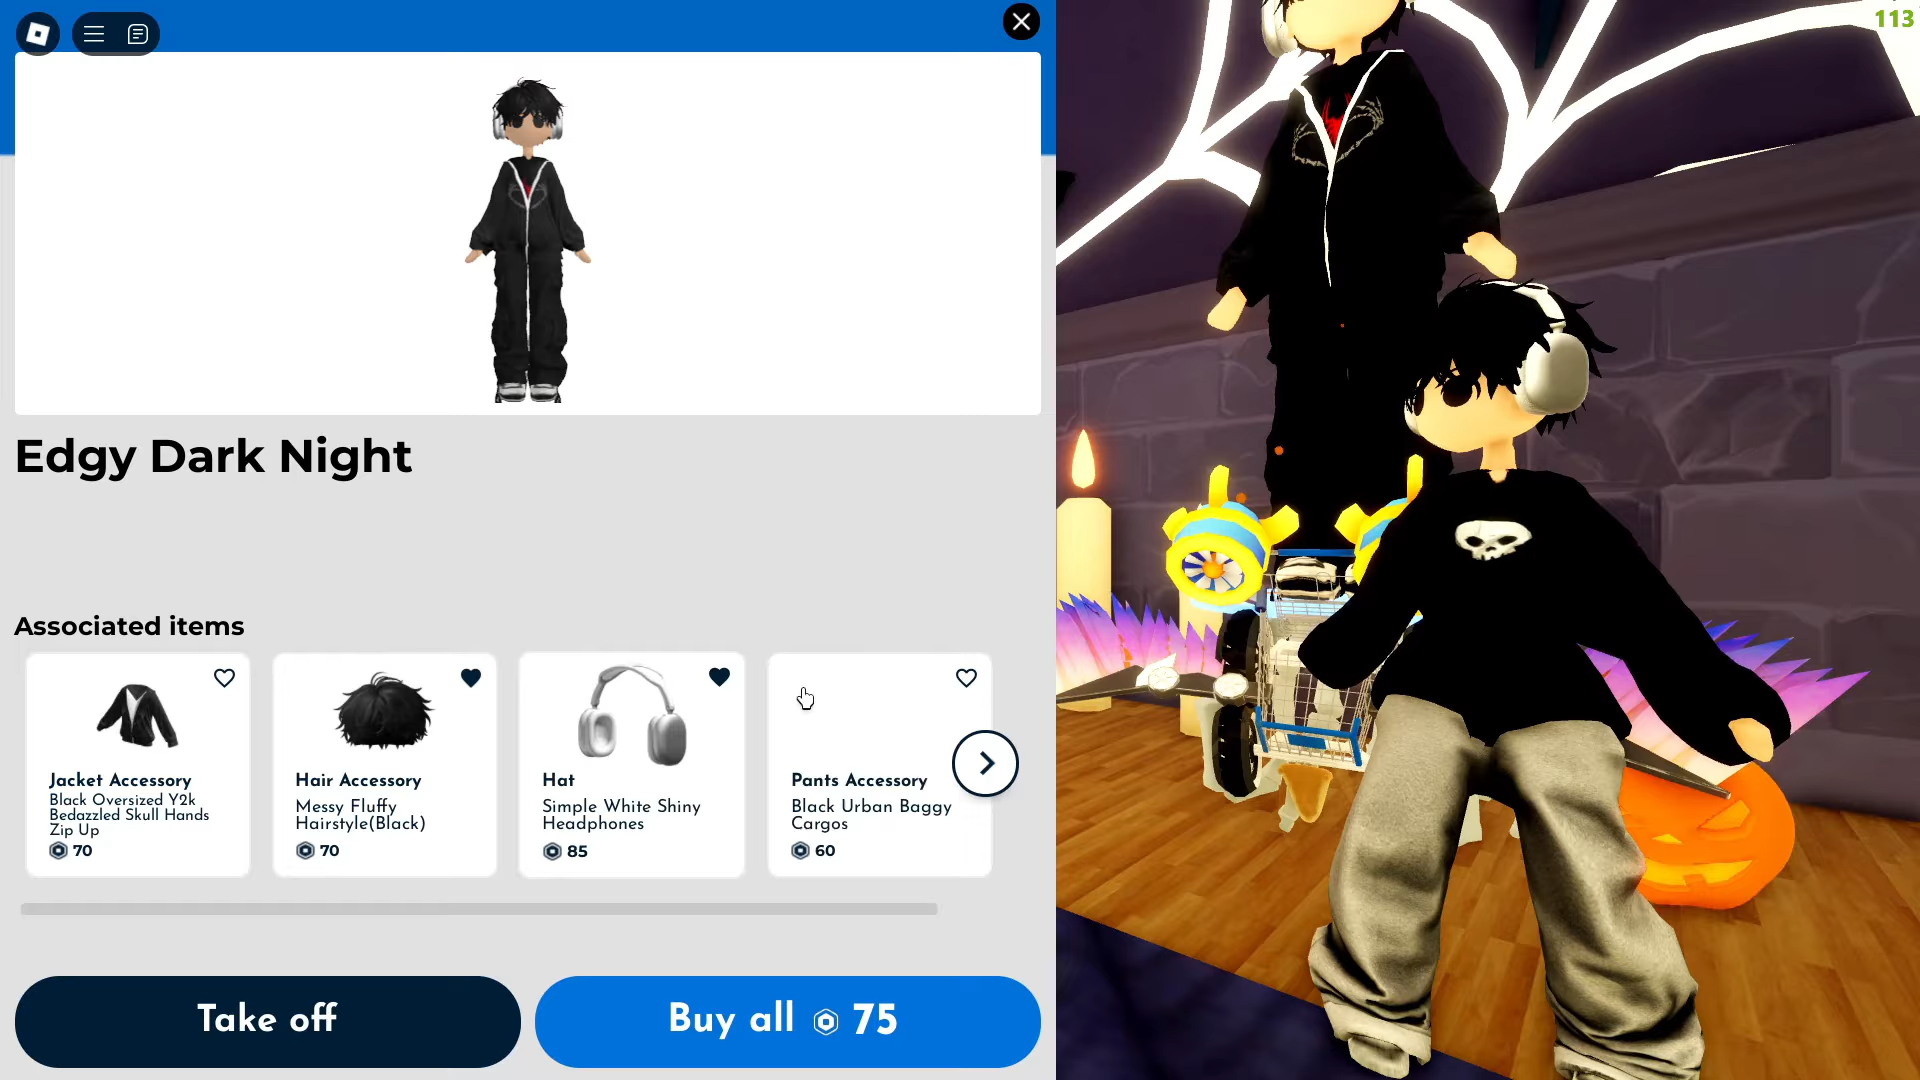 113
Edgy Dark Night
Associated items
Jacket Accessory
Black Oversized Y2k
Bedazzled Skull Hands
Zip Up
70
Hair Accessory
Messy Fluffy
Hairstyle(Black)
70
Hat
Simple White Shiny
Headphones
85
Pants Accessory
Black Urban Baggy
Cargos
60
Take off
Buy all 75